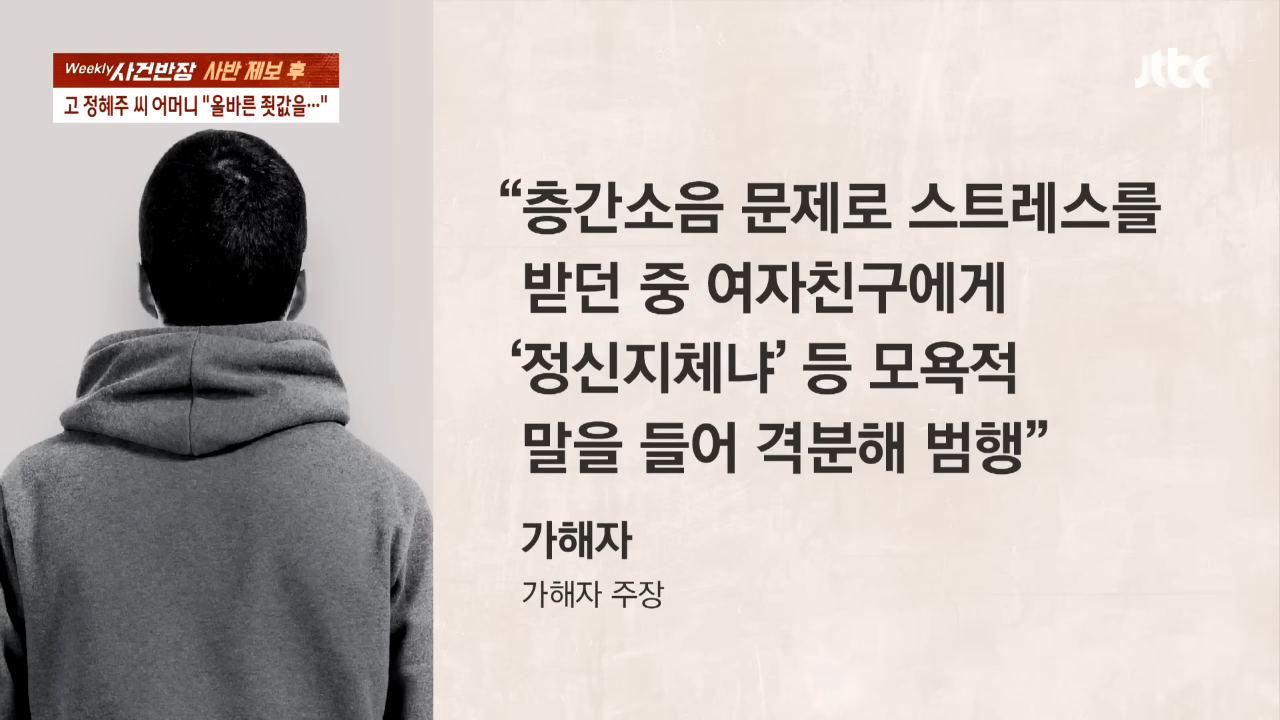 Weekly 사건반장 사반 제보 후
고 정혜주 씨 어머니 "올바른 죗값을…"
jtbc
“층간소음 문제로 스트레스를
받던 중 여자친구에게
‘정신지체냐’ 등 모욕적
말을 들어 격분해 범행”
가해자
가해자 주장